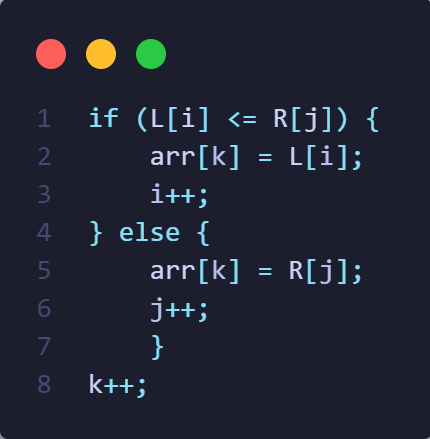 1 if (L[i] <= R[j]) {
2     arr[k] = L[i];
3     i++;
4 } else {
5     arr[k] = R[j];
6     j++;
7     }
8 k++;